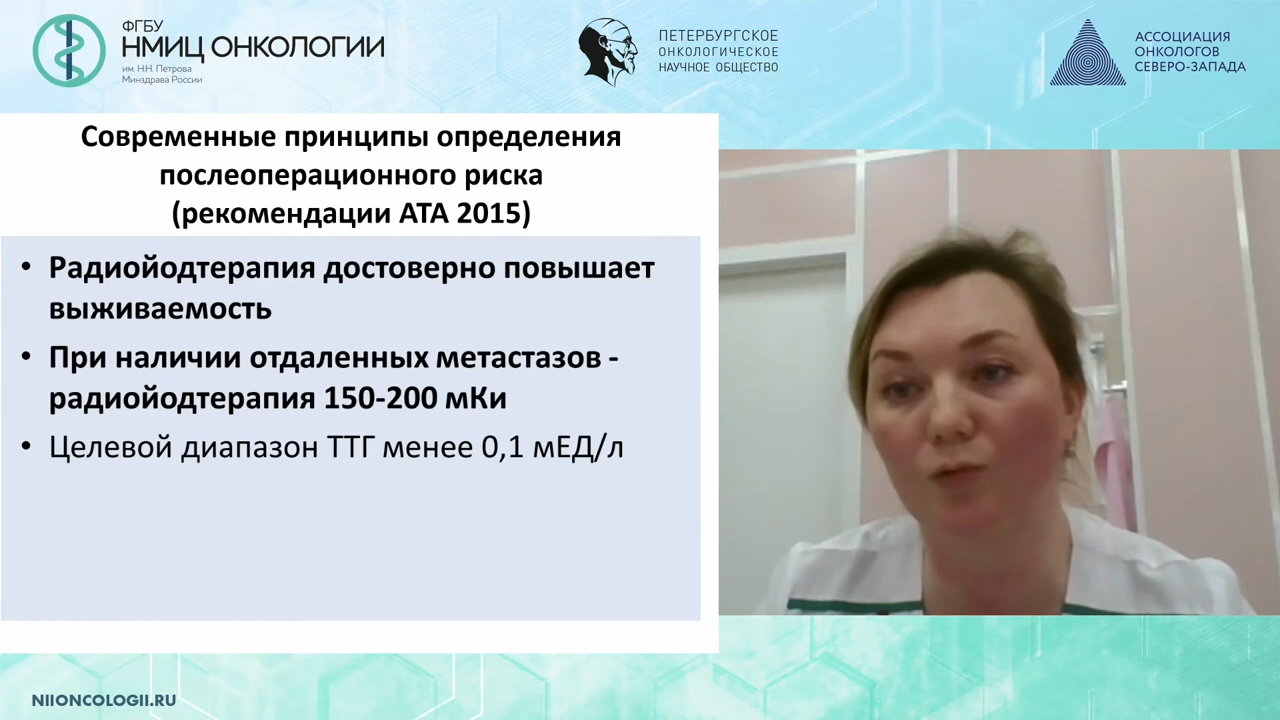 ФГБУ
НМИЦ ОНКОЛОГИИ
им. Н.Н. Петрова
Минздрава России
ПЕТЕРБУРГСКОЕ
ОНКОЛОГИЧЕСКОЕ
НАУЧНОЕ ОБЩЕСТВО
АССОЦИАЦИЯ
ОНКОЛОГОВ
СЕВЕРО-ЗАПАДА
Современные принципы определения
послеоперационного риска
(рекомендации АТА 2015)
• Радиойодтерапия достоверно повышает
выживаемость
• При наличии отдаленных метастазов -
радиойодтерапия 150-200 мКи
• Целевой диапазон ТТГ менее 0,1 мЕД/л
NIIONCOLOGII.RU